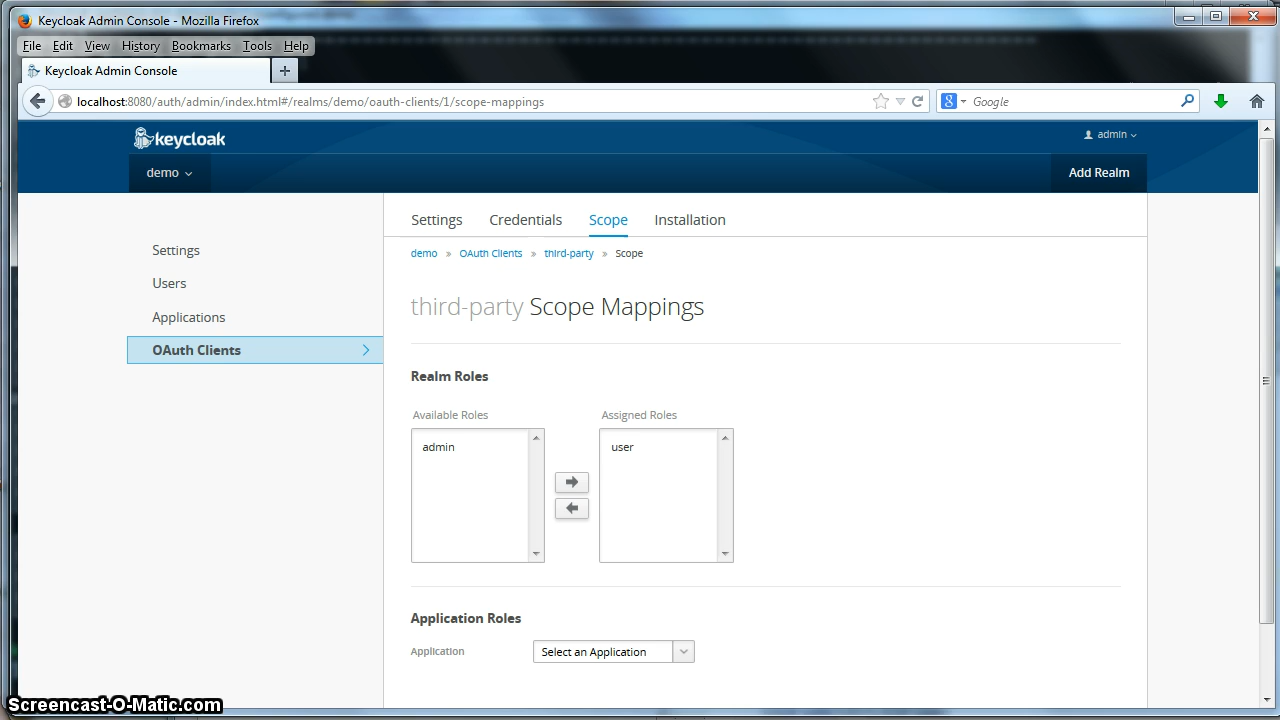 Keycloak Admin Console - Mozilla Firefox
File Edit View History Bookmarks Tools Help
Keycloak Admin Console
localhost:8080/auth/admin/index.html#/realms/demo/oauth-clients/1/scope-mappings
Google
keycloak
admin
demo
Add Realm
Settings
Users
Applications
OAuth Clients
Settings Credentials Scope Installation
demo » OAuth Clients » third-party » Scope
third-party Scope Mappings
Realm Roles
Available Roles
admin
Assigned Roles
user
Application Roles
Application
Select an Application
Screencast-O-Matic.com